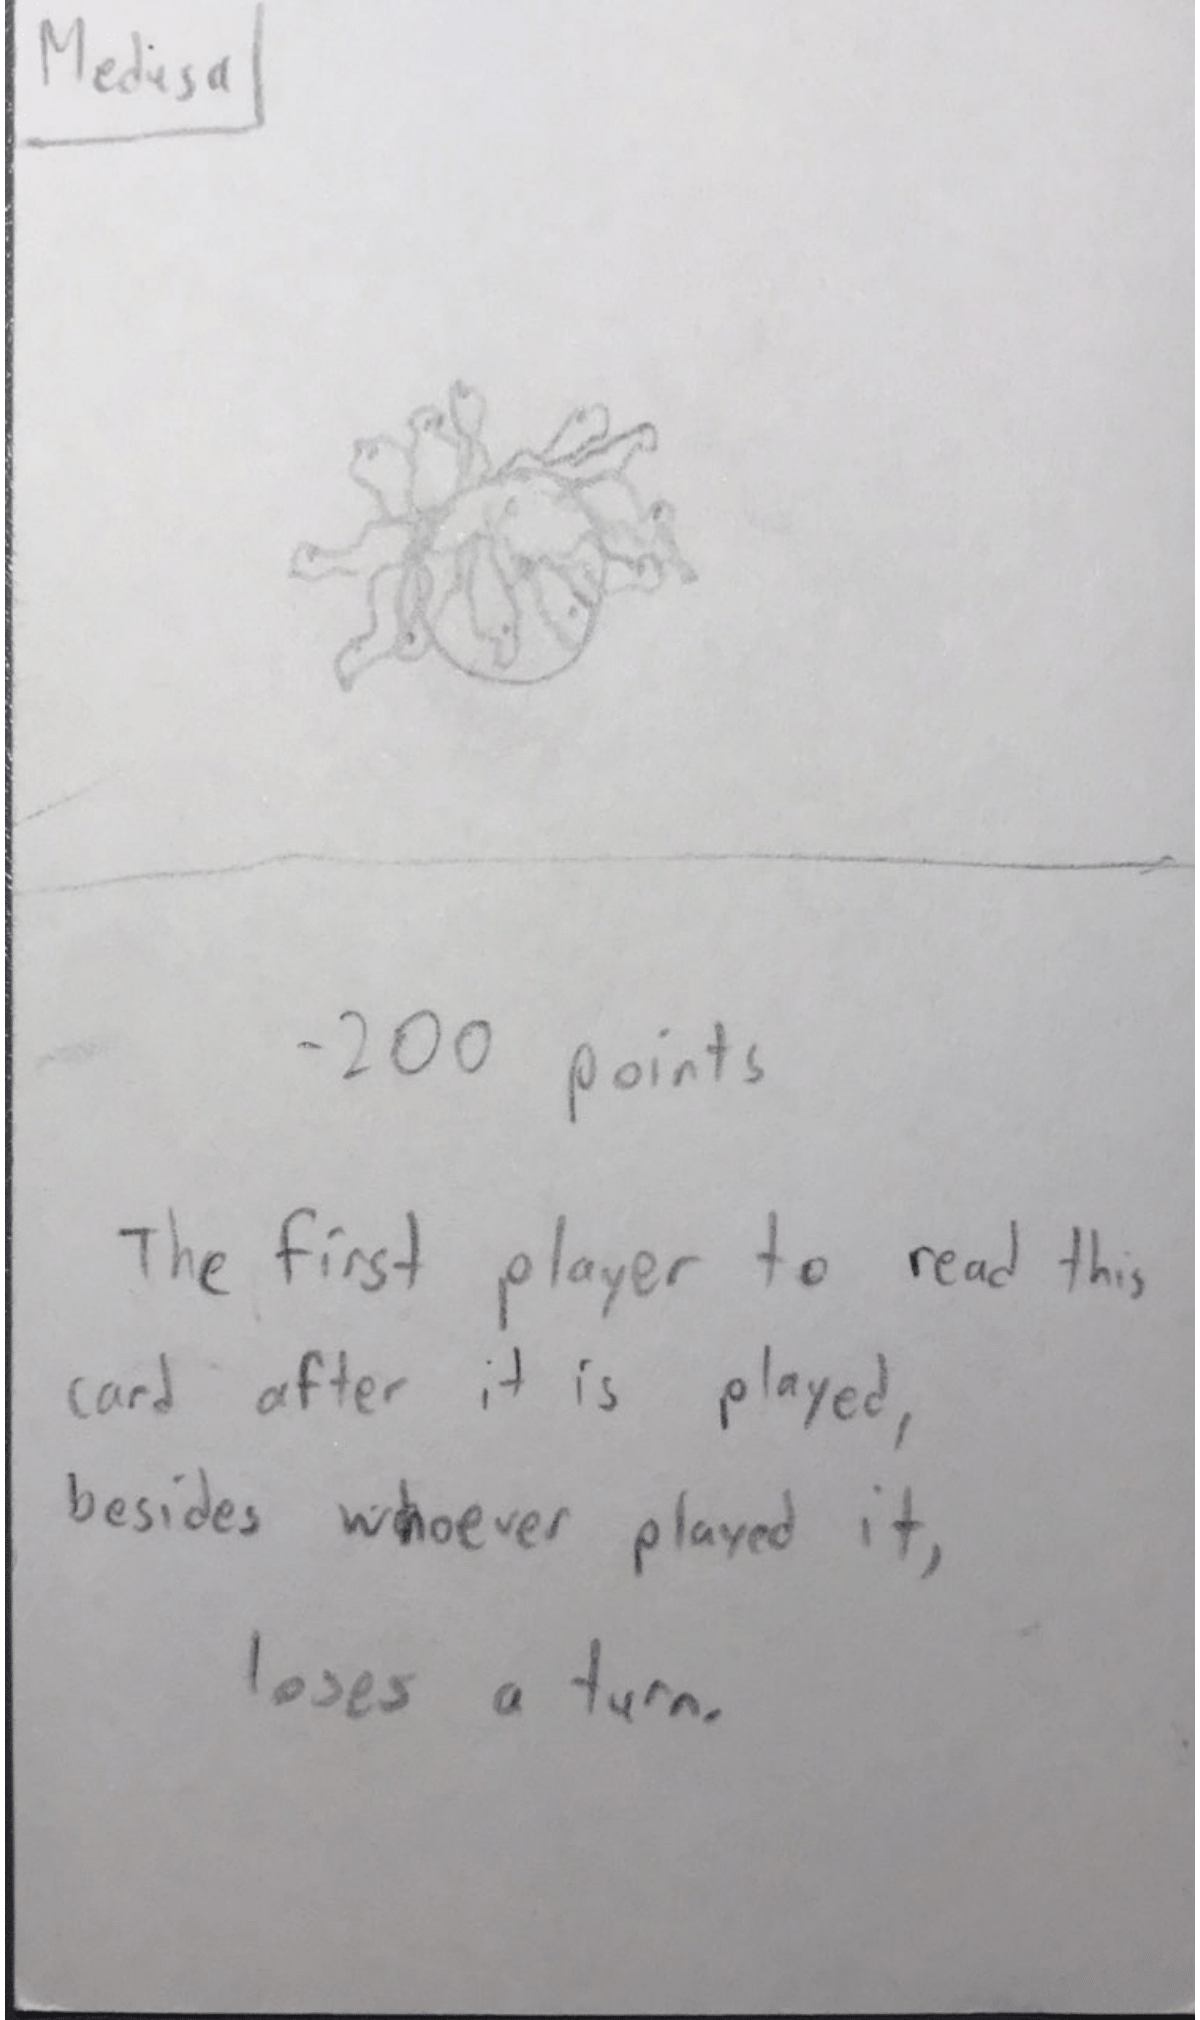 Medusa
-200 points
The first player to read this
card after it is played,
besides whoever played it,
loses a turn.